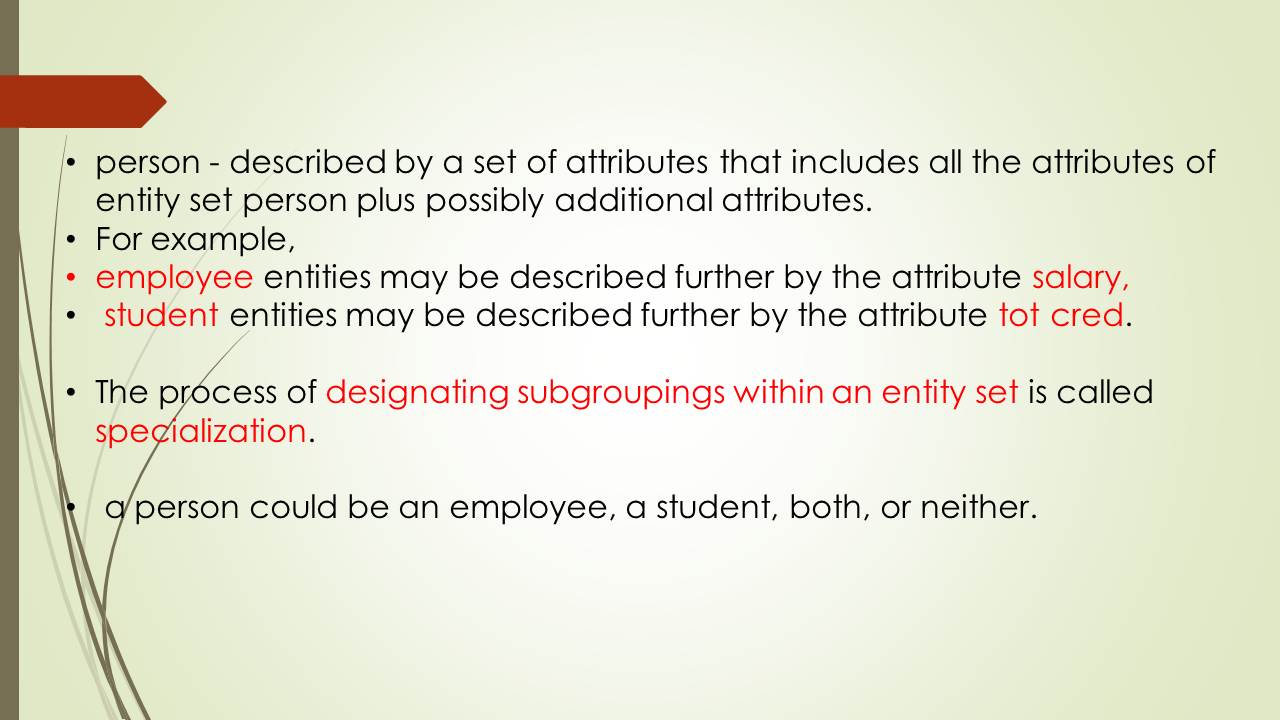 • person - described by a set of attributes that includes all the attributes of
entity set person plus possibly additional attributes.
• For example,
• employee entities may be described further by the attribute salary,
• student entities may be described further by the attribute tot cred.
• The process of designating subgroupings within an entity set is called
specialization.
• a person could be an employee, a student, both, or neither.